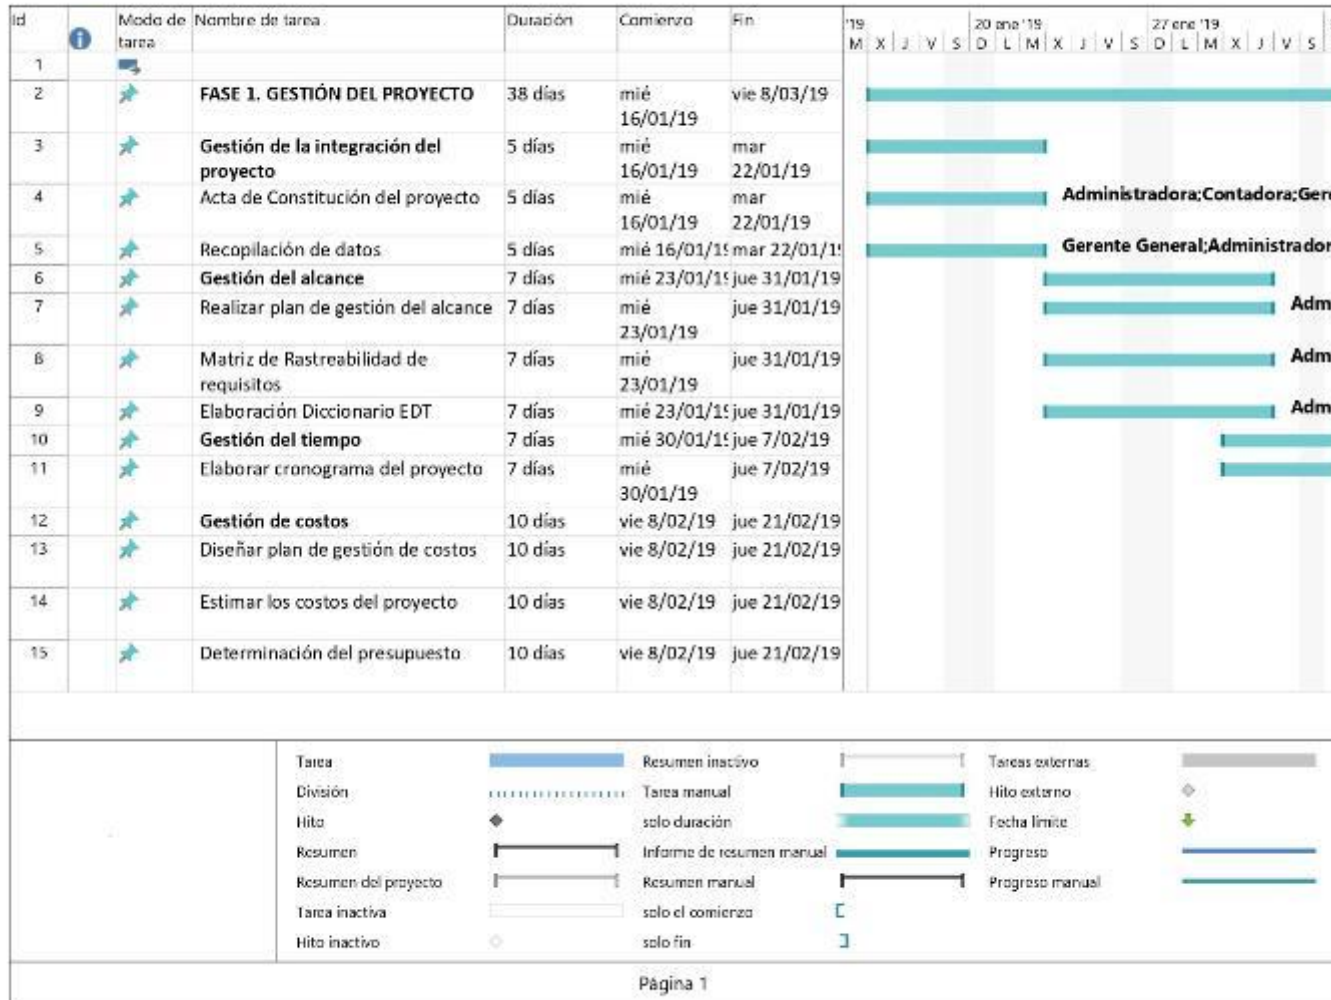 Id Modo de tarea Nombre de tarea Duración Comienzo Fin '19 20 ene '19 27 ene '19
M X J V S D L M X J V S D L M X J V S
1
2 FASE 1. GESTIÓN DEL PROYECTO 38 días mié 16/01/19 vie 8/03/19
3 Gestión de la integración del proyecto 5 días mié 16/01/19 mar 22/01/19
4 Acta de Constitución del proyecto 5 días mié 16/01/19 mar 22/01/19 Administradora;Contadora;Gere
5 Recopilación de datos 5 días mié 16/01/19 mar 22/01/19 Gerente General;Administrador
6 Gestión del alcance 7 días mié 23/01/19 jue 31/01/19
7 Realizar plan de gestión del alcance 7 días mié 23/01/19 jue 31/01/19 Adm
8 Matriz de Rastreabilidad de requisitos 7 días mié 23/01/19 jue 31/01/19 Adm
9 Elaboración Diccionario EDT 7 días mié 23/01/19 jue 31/01/19 Adm
10 Gestión del tiempo 7 días mié 30/01/19 jue 7/02/19
11 Elaborar cronograma del proyecto 7 días mié 30/01/19 jue 7/02/19
12 Gestión de costos 10 días vie 8/02/19 jue 21/02/19
13 Diseñar plan de gestión de costos 10 días vie 8/02/19 jue 21/02/19
14 Estimar los costos del proyecto 10 días vie 8/02/19 jue 21/02/19
15 Determinación del presupuesto 10 días vie 8/02/19 jue 21/02/19
Tarea Resumen inactivo Tareas externas
División Tarea manual Hito externo
Hito solo duración Fecha límite
Resumen Informe de resumen manual Progreso
Resumen del proyecto Resumen manual Progreso manual
Tarea inactiva solo el comienzo
Hito inactivo solo fin
Página 1